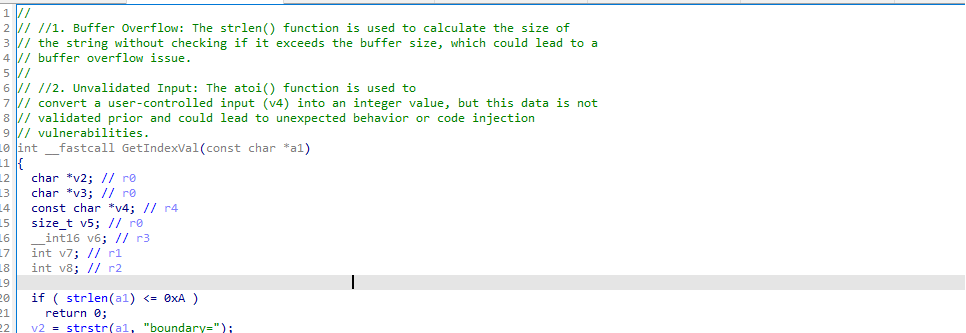 1 //
2 // //1. Buffer Overflow: The strlen() function is used to calculate the size of
3 // the string without checking if it exceeds the buffer size, which could lead to a
4 // buffer overflow issue.
5 //
6 // //2. Unvalidated Input: The atoi() function is used to
7 // convert a user-controlled input (v4) into an integer value, but this data is not
8 // validated prior and could lead to unexpected behavior or code injection
9 // vulnerabilities.
10 int __fastcall GetIndexVal(const char *a1)
11 {
12 char *v2; // r0
13 char *v3; // r0
14 const char *v4; // r4
15 size_t v5; // r0
16 __int16 v6; // r3
17 int v7; // r1
18 int v8; // r2
19
20 if ( strlen(a1) <= 0xA )
21 return 0;
22 v2 = strstr(a1, "boundary=");